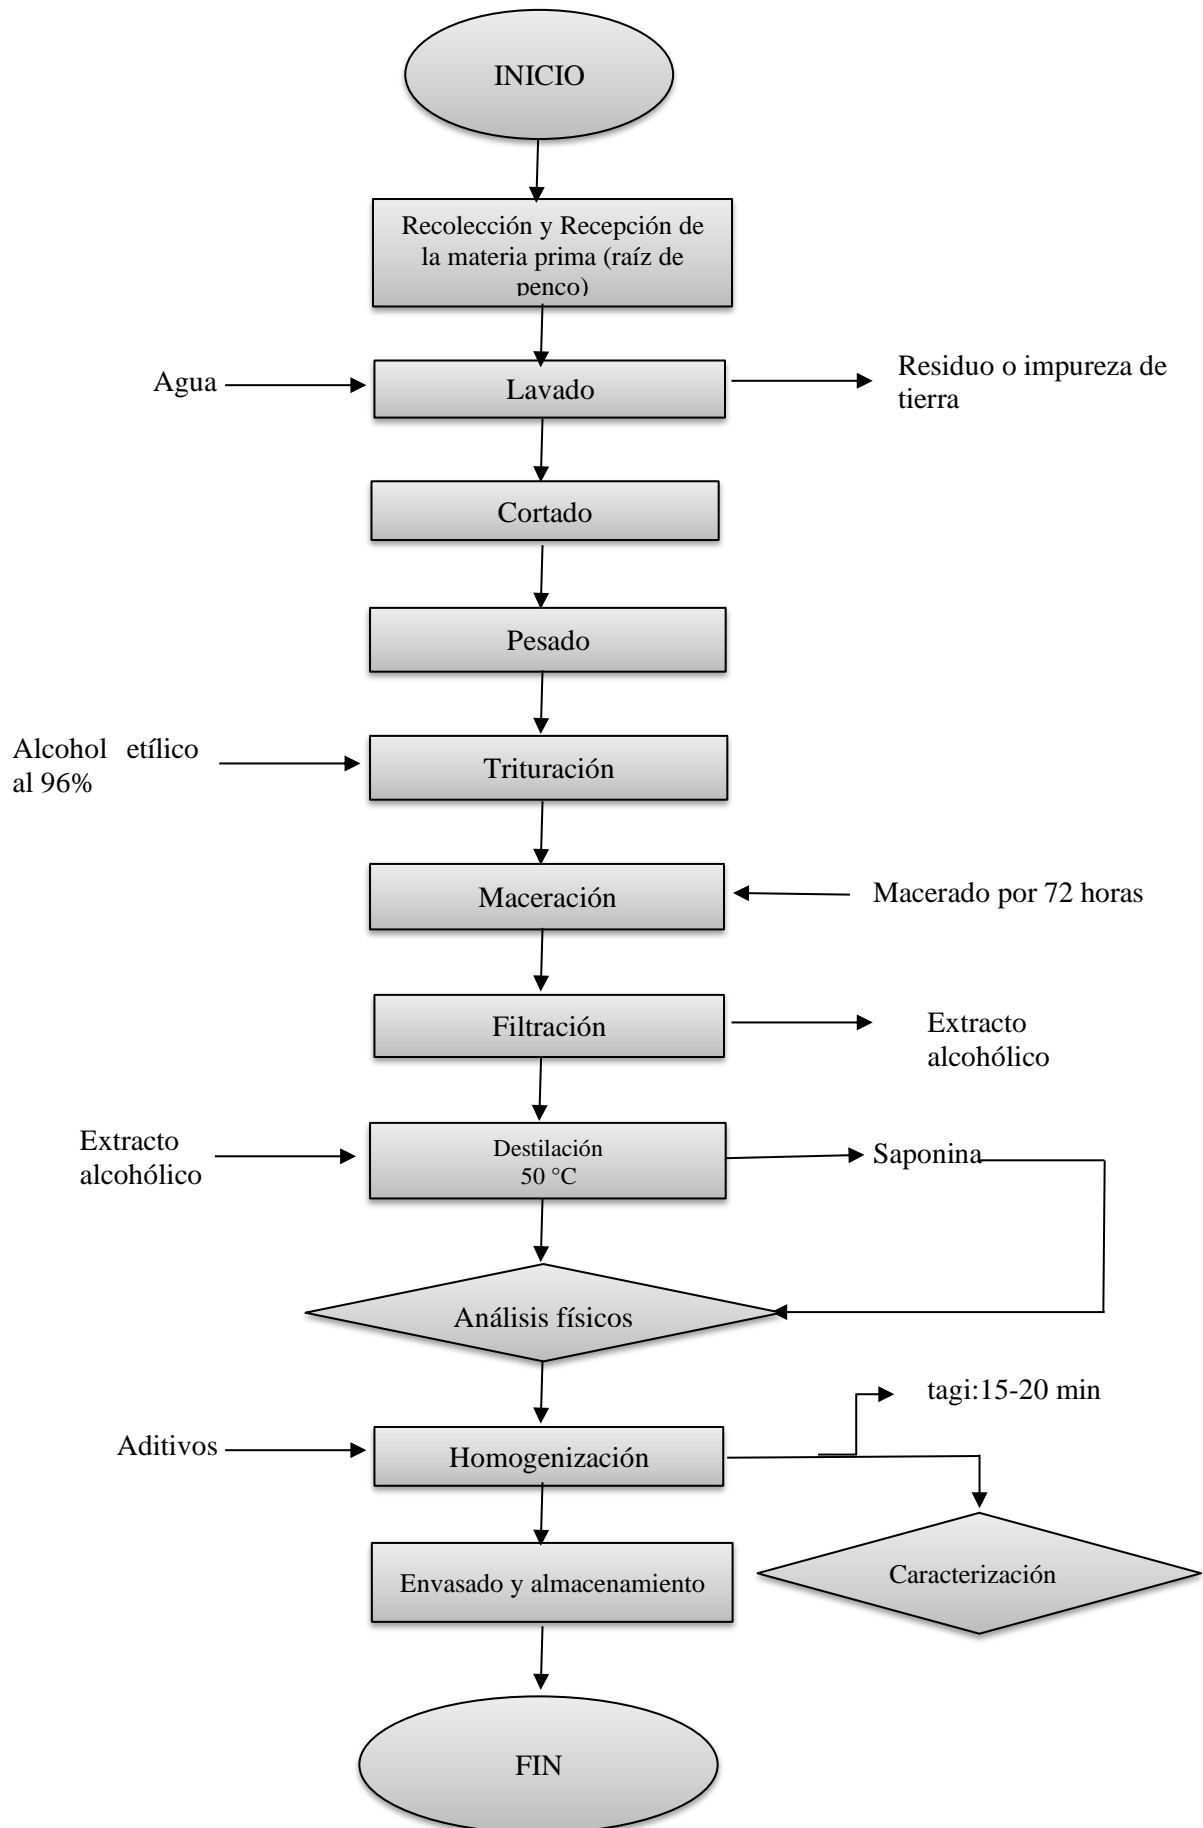 INICIO
Recolección y Recepción de
la materia prima (raíz de
penco)
Agua
Lavado
Residuo o impureza de
tierra
Cortado
Pesado
Alcohol etílico
al 96%
Trituración
Maceración
Macerado por 72 horas
Filtración
Extracto
alcohólico
Extracto
alcohólico
Destilación
50 °C
Saponina
Análisis físicos
tagi:15-20 min
Aditivos
Homogenización
Envasado y almacenamiento
Caracterización
FIN